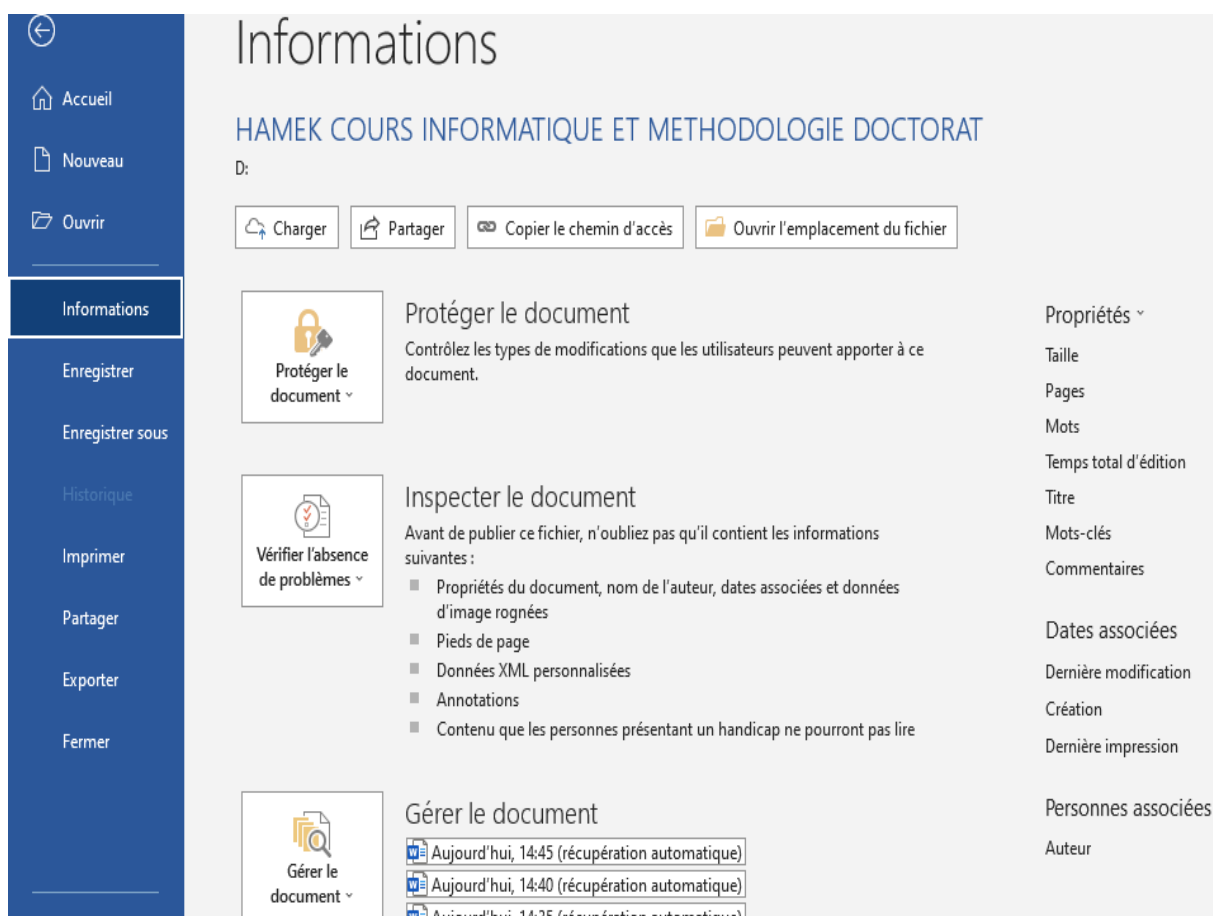 Informations
Accueil
Nouveau
Ouvrir
Informations
Enregistrer
Enregistrer sous
Historique
Imprimer
Partager
Exporter
Fermer
HAMEK COURS INFORMATIQUE ET METHODOLOGIE DOCTORAT
D:
Charger
Partager
Copier le chemin d'accès
Ouvrir l'emplacement du fichier
Protéger le
document
Protéger le document
Contrôlez les types de modifications que les utilisateurs peuvent apporter à ce
document.
Vérifier l'absence
de problèmes
Inspecter le document
Avant de publier ce fichier, n'oubliez pas qu'il contient les informations
suivantes :
Propriétés du document, nom de l'auteur, dates associées et données
d'image rognées
Pieds de page
Données XML personnalisées
Annotations
Contenu que les personnes présentant un handicap ne pourront pas lire
Gérer le
document
Gérer le document
Aujourd'hui, 14:45 (récupération automatique)
Aujourd'hui, 14:40 (récupération automatique)
Aujourd'hui, 14:35 (récupération automatique)
Propriétés
Taille
Pages
Mots
Temps total d'édition
Titre
Mots-clés
Commentaires
Dates associées
Dernière modification
Création
Dernière impression
Personnes associées
Auteur